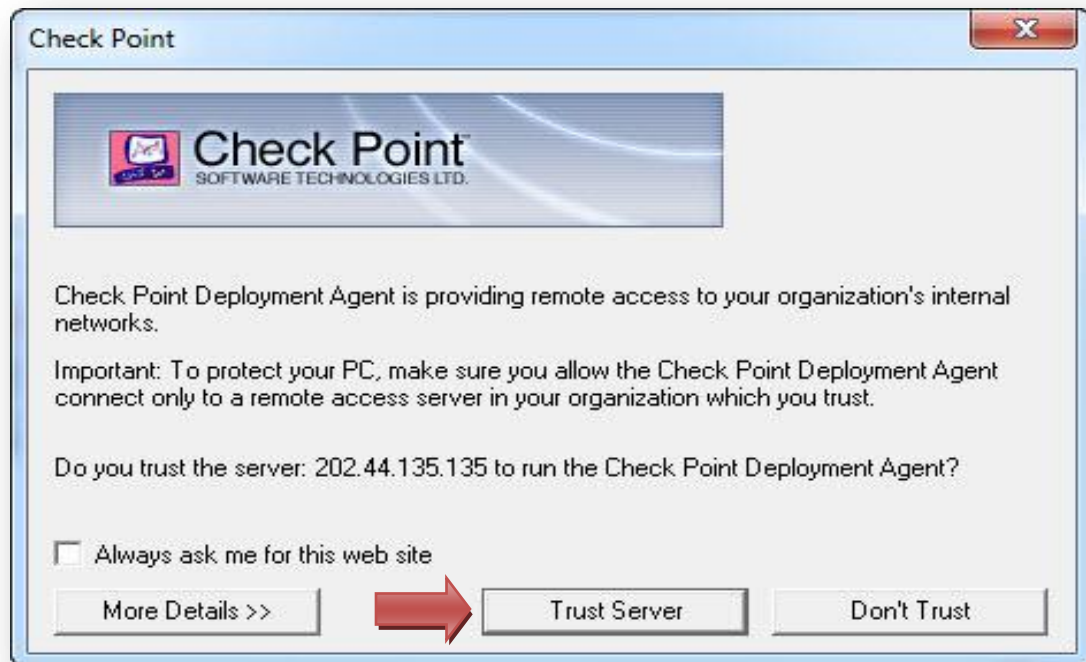 Check Point
Check Point™
SOFTWARE TECHNOLOGIES LTD.
Check Point Deployment Agent is providing remote access to your organization's internal
networks.
Important: To protect your PC, make sure you allow the Check Point Deployment Agent
connect only to a remote access server in your organization which you trust.
Do you trust the server: 202.44.135.135 to run the Check Point Deployment Agent?
Always ask me for this web site
More Details >>
Trust Server
Don't Trust